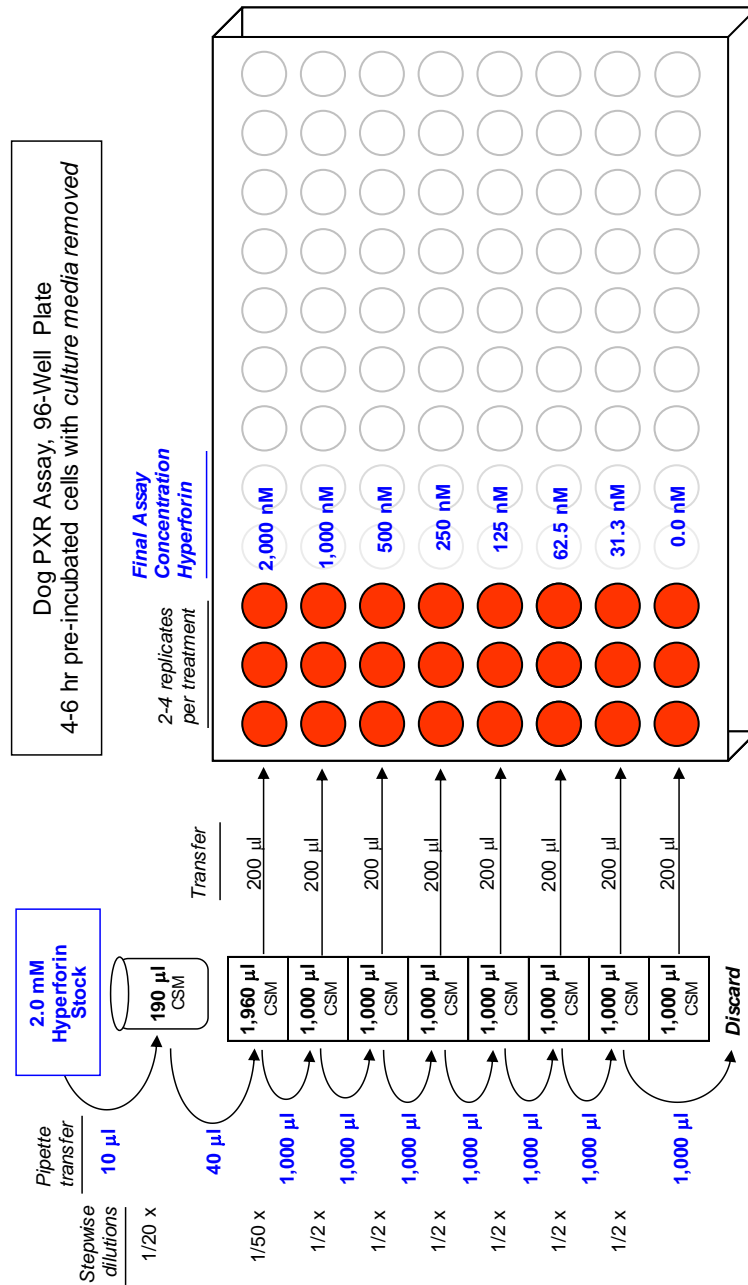 Dog PXR Assay, 96-Well Plate
4-6 hr pre-incubated cells with culture media removed
Stepwise
dilutions
1/20 x
1/50 x
1/2 x
1/2 x
1/2 x
1/2 x
1/2 x
1/2 x
Pipette
transfer
10 µl
40 µl
1,000 µl
1,000 µl
1,000 µl
1,000 µl
1,000 µl
1,000 µl
1,000 µl
2.0 mM
Hyperforin
Stock
190 µl
CSM
1,960 µl
CSM
1,000 µl
CSM
1,000 µl
CSM
1,000 µl
CSM
1,000 µl
CSM
1,000 µl
CSM
1,000 µl
CSM
1,000 µl
CSM
Discard
Transfer
200 µl
200 µl
200 µl
200 µl
200 µl
200 µl
200 µl
200 µl
2-4 replicates
per treatment
Final Assay
Concentration
Hyperforin
2,000 nM
1,000 nM
500 nM
250 nM
125 nM
62.5 nM
31.3 nM
0.0 nM